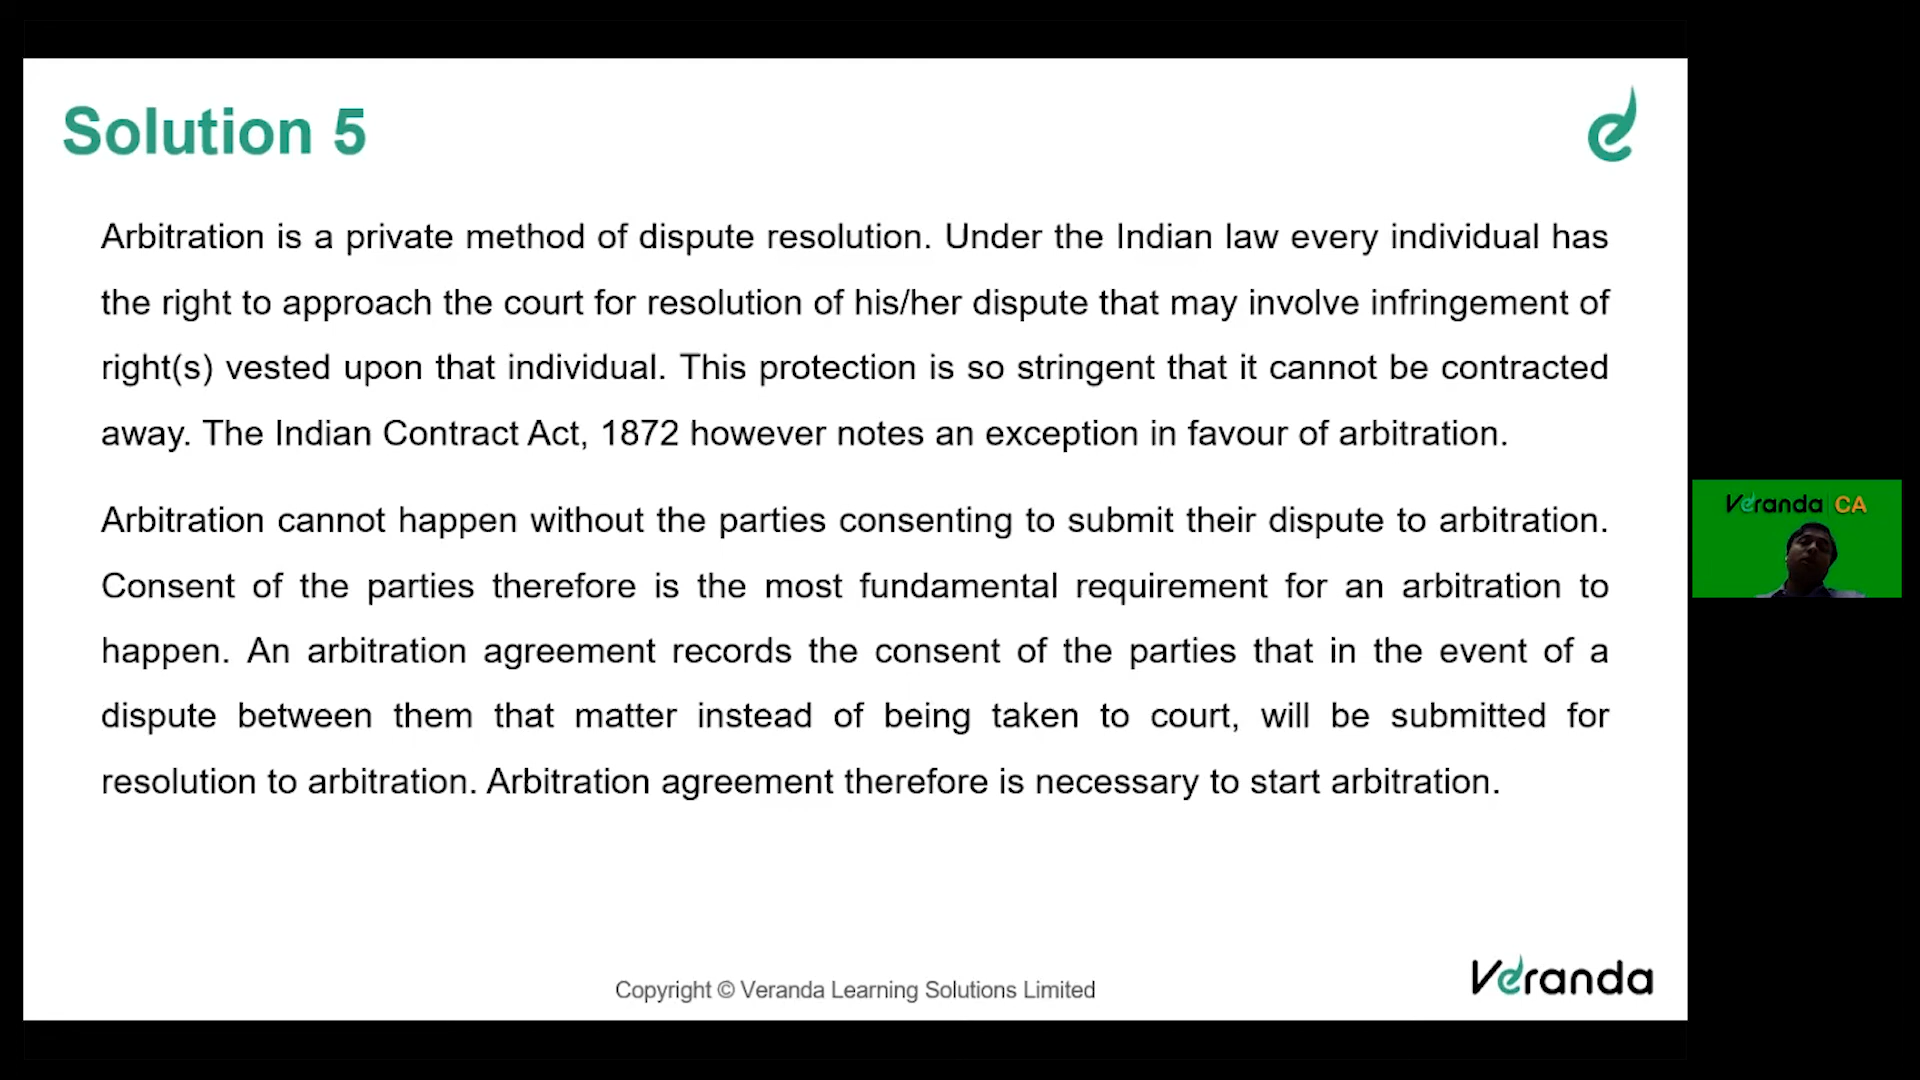 Solution 5
Arbitration is a private method of dispute resolution. Under the Indian law every individual has
the right to approach the court for resolution of his/her dispute that may involve infringement of
right(s) vested upon that individual. This protection is so stringent that it cannot be contracted
away. The Indian Contract Act, 1872 however notes an exception in favour of arbitration.
Arbitration cannot happen without the parties consenting to submit their dispute to arbitration.
Consent of the parties therefore is the most fundamental requirement for an arbitration to
happen. An arbitration agreement records the consent of the parties that in the event of a
dispute between them that matter instead of being taken to court, will be submitted for
resolution to arbitration. Arbitration agreement therefore is necessary to start arbitration.
Veranda CA
Copyright © Veranda Learning Solutions Limited
Veranda